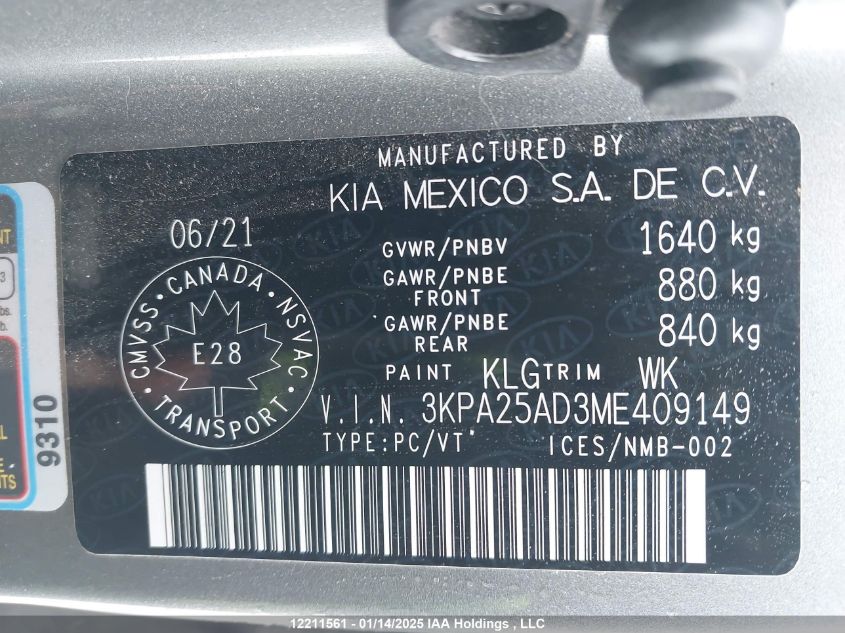 MANUFACTURED BY
KIA MEXICO S.A. DE C.V.
06/21
GVWR/PNBV 1640 kg
GAWR/PNBE FRONT 880 kg
GAWR/PNBE REAR 840 kg
PAINT KLG TRIM WK
V.I.N. 3KPA25AD3ME409149
TYPE:PC/VT ICES/NMB-002
CMVSS • CANADA • NSVAC • TRANSPORT •
E28
9310
12211561 - 01/14/2025 IAA Holdings , LLC